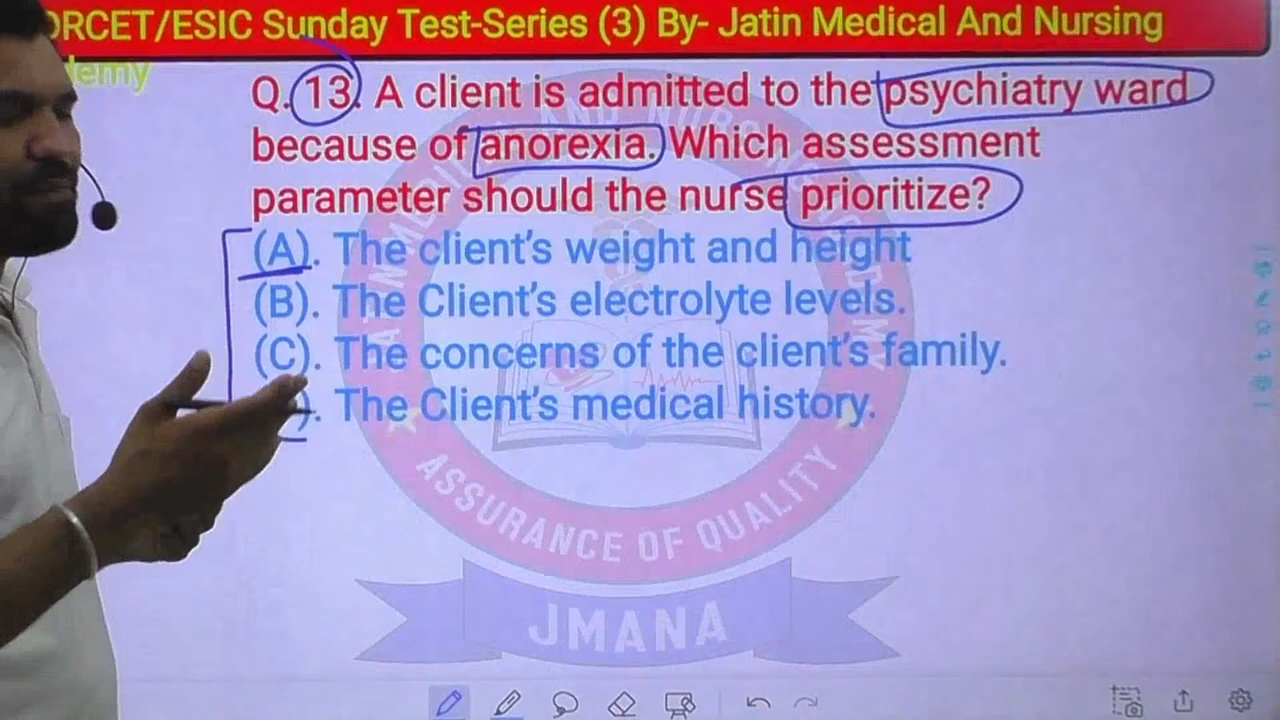 ORCET/ESIC Sunday Test-Series (3) By- Jatin Medical And Nursing
demy
Q. 13. A client is admitted to the psychiatry ward
because of anorexia. Which assessment
parameter should the nurse prioritize?
(A). The client's weight and height
(B). The Client's electrolyte levels.
(C). The concerns of the client's family.
). The Client's medical history.
ASSURANCE OF QUALITY
JMANA